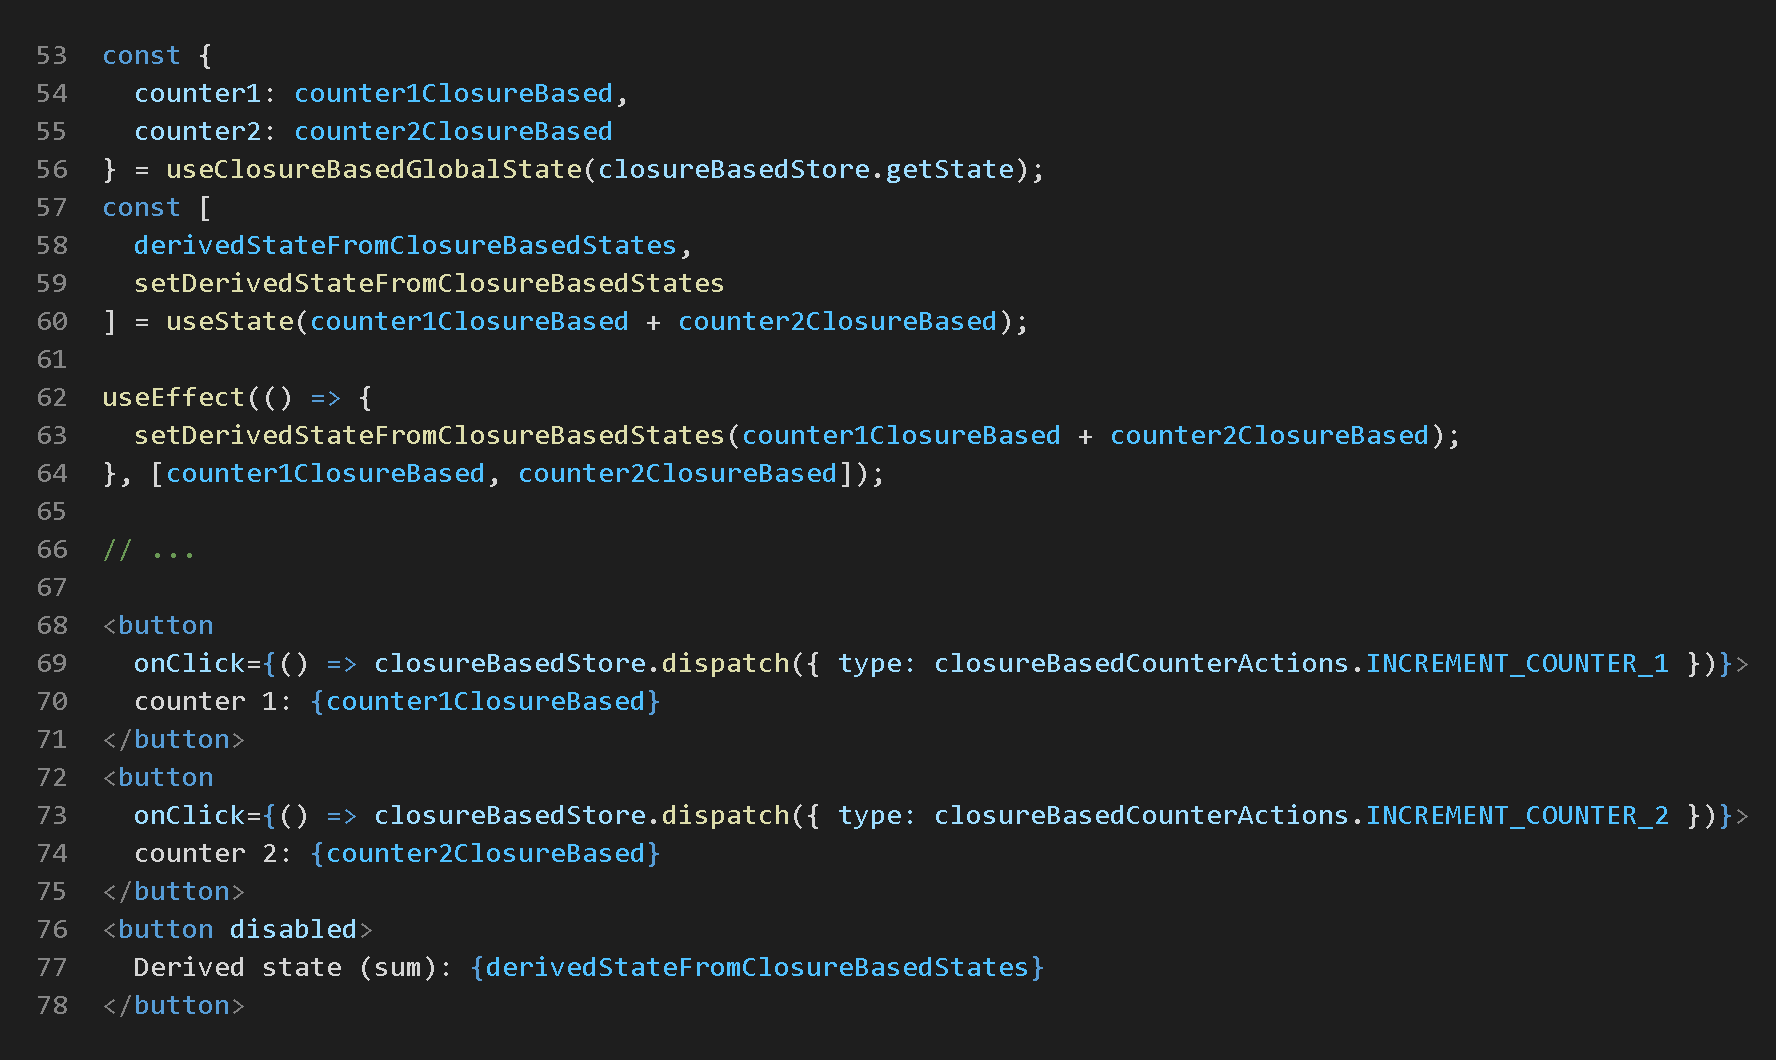 53 const {
54   counter1: counter1ClosureBased,
55   counter2: counter2ClosureBased
56 } = useClosureBasedGlobalState(closureBasedStore.getState);
57 const [
58   derivedStateFromClosureBasedStates,
59   setDerivedStateFromClosureBasedStates
60 ] = useState(counter1ClosureBased + counter2ClosureBased);
61
62 useEffect(() => {
63   setDerivedStateFromClosureBasedStates(counter1ClosureBased + counter2ClosureBased);
64 }, [counter1ClosureBased, counter2ClosureBased]);
65
66 // ...
67
68 <button
69   onClick={() => closureBasedStore.dispatch({ type: closureBasedCounterActions.INCREMENT_COUNTER_1 })}>
70   counter 1: {counter1ClosureBased}
71 </button>
72 <button
73   onClick={() => closureBasedStore.dispatch({ type: closureBasedCounterActions.INCREMENT_COUNTER_2 })}>
74   counter 2: {counter2ClosureBased}
75 </button>
76 <button disabled>
77   Derived state (sum): {derivedStateFromClosureBasedStates}
78 </button>